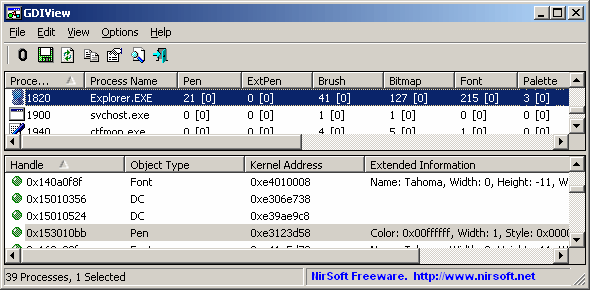 GDIView
File Edit View Options Help
0
Proce... Process Name Pen ExtPen Brush Bitmap Font Palette
1820 Explorer.EXE 21 [0] 0 [0] 41 [0] 127 [0] 215 [0] 3 [0]
1900 svchost.exe 0 [0] 0 [0] 1 [0] 1 [0] 0 [0] 0 [0]
1940 ctfmon.exe 0 [0] 0 [0] 4 [0] 5 [0] 1 [0] 0 [0]
Handle Object Type Kernel Address Extended Information
0x140a0f8f Font 0xe4010008 Name: Tahoma, Width: 0, Height: -11, W
0x15010356 DC 0xe306e738
0x15010524 DC 0xe39ae9c8
0x153010bb Pen 0xe3123d58 Color: 0x00ffffff, Width: 1, Style: 0x000
39 Processes, 1 Selected NirSoft Freeware. http://www.nirsoft.net